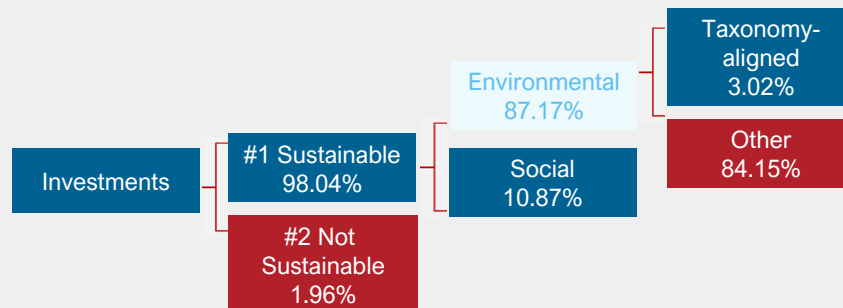 Investments
#1 Sustainable
98.04%
#2 Not
Sustainable
1.96%
Environmental
87.17%
Social
10.87%
Taxonomy-
aligned
3.02%
Other
84.15%